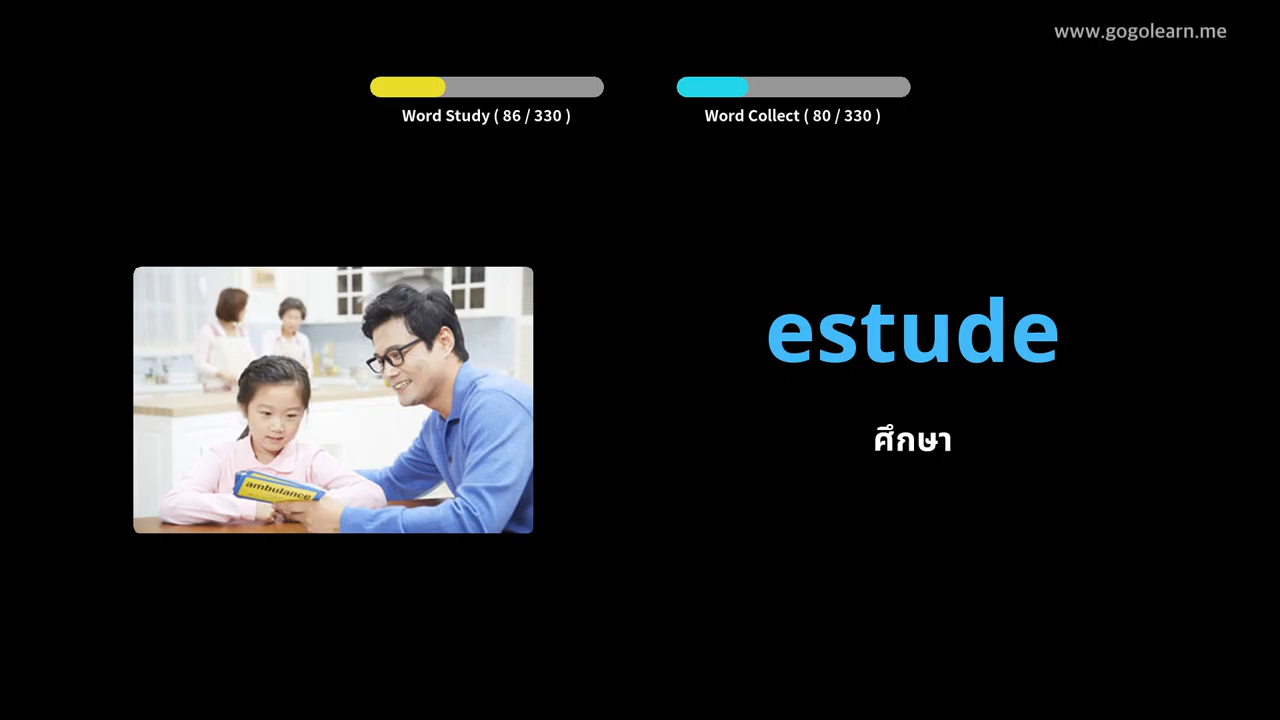 www.gogolearn.me
Word Study ( 86 / 330 )
Word Collect ( 80 / 330 )
estude
ศึกษา
ambulance